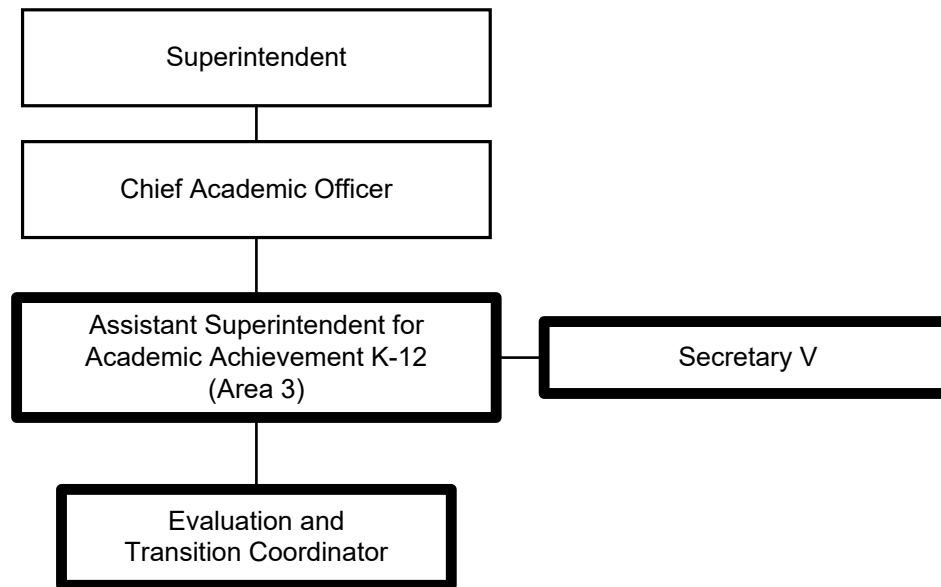 Superintendent
Chief Academic Officer
Assistant Superintendent for
Academic Achievement K-12
(Area 3)
Secretary V
Evaluation and
Transition Coordinator